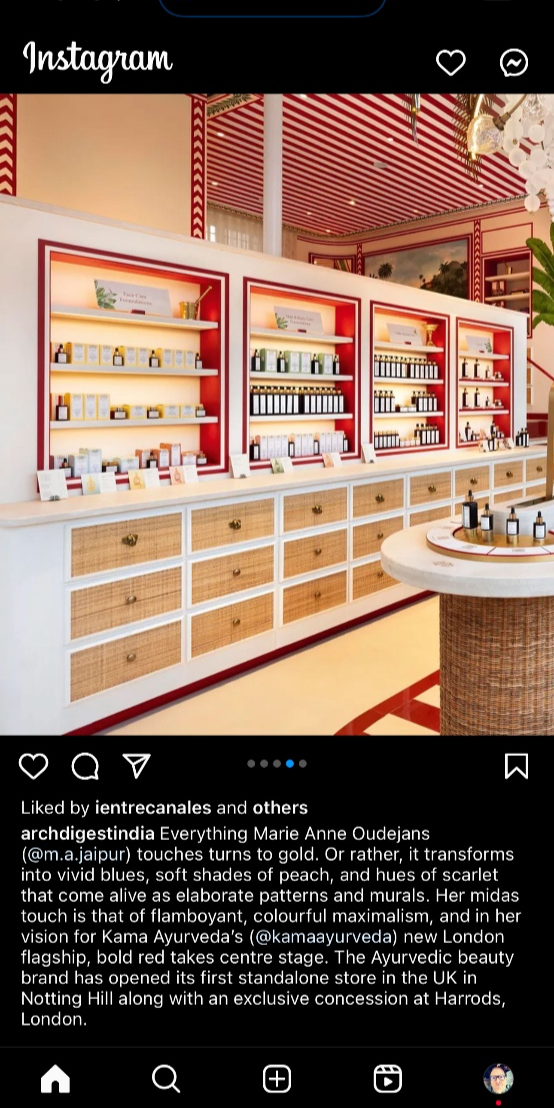 Instagram
Liked by ientrecanales and others
archdigestindia Everything Marie Anne Oudejans
(@m.a.jaipur) touches turns to gold. Or rather, it transforms
into vivid blues, soft shades of peach, and hues of scarlet
that come alive as elaborate patterns and murals. Her midas
touch is that of flamboyant, colourful maximalism, and in her
vision for Kama Ayurveda’s (@kamaayurveda) new London
flagship, bold red takes centre stage. The Ayurvedic beauty
brand has opened its first standalone store in the UK in
Notting Hill along with an exclusive concession at Harrods,
London.